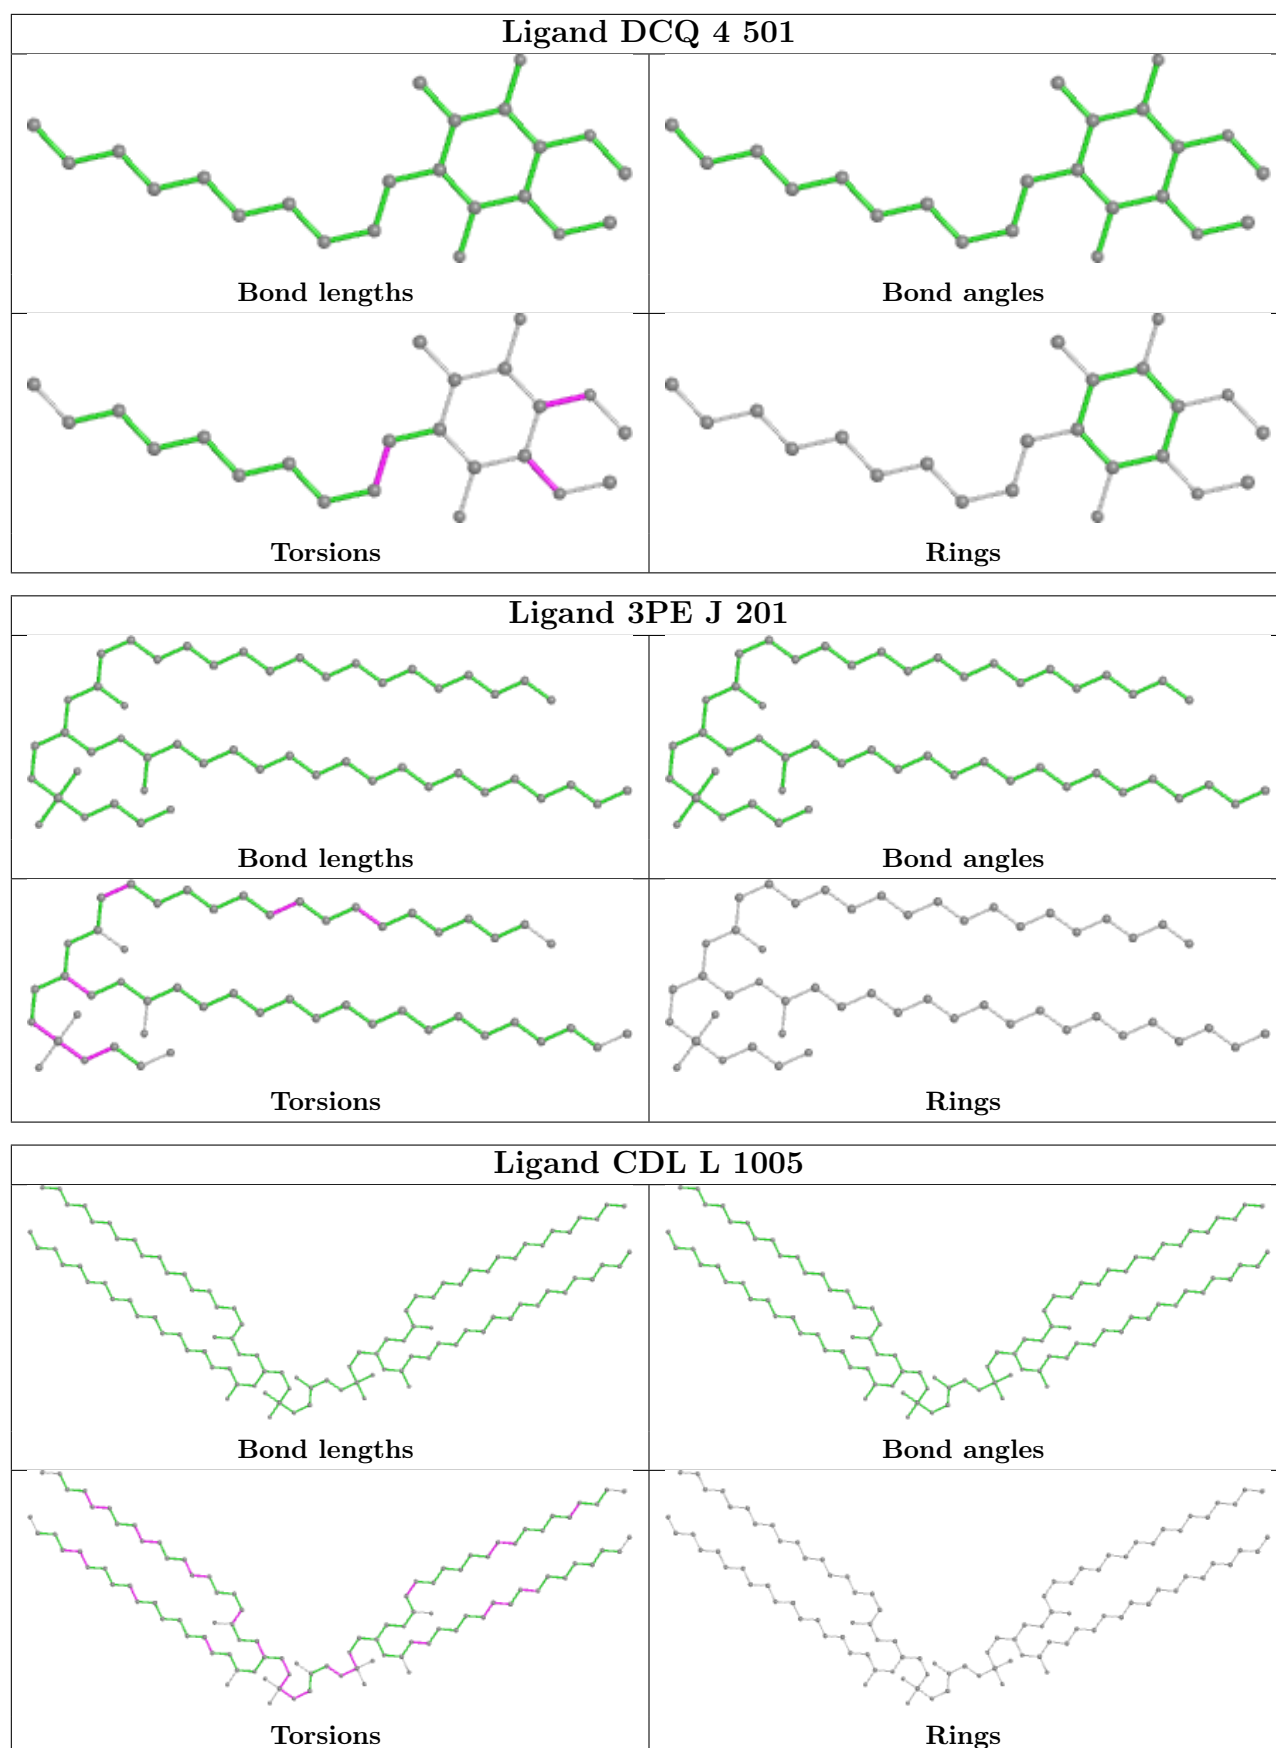 Ligand DCQ 4 501
Bond lengths
Bond angles
Torsions
Rings
Ligand 3PE J 201
Bond lengths
Bond angles
Torsions
Rings
Ligand CDL L 1005
Bond lengths
Bond angles
Torsions
Rings